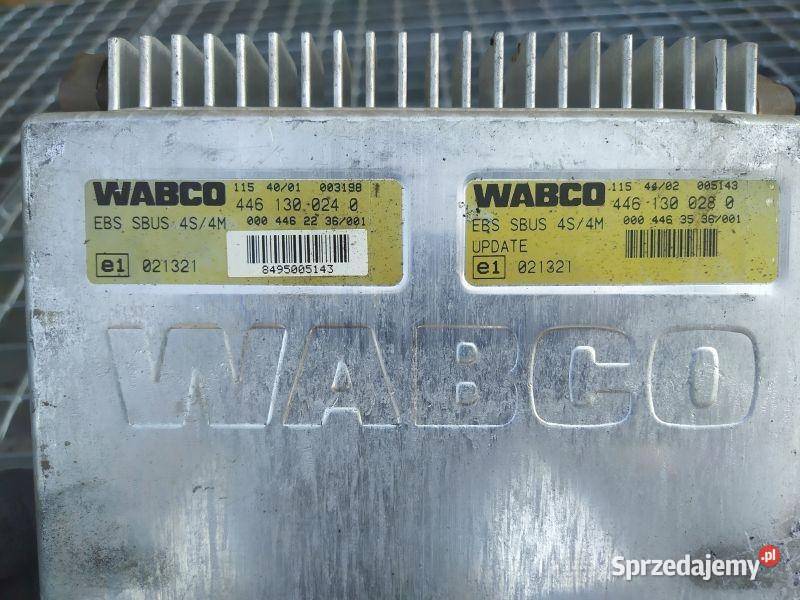 WABCO 115 40/01 003198
446 130 024 0
EBS SBUS 4S/4M 000 446 22 36/001
e1 021321
8495005143
WABCO 115 44/02 005143
446 130 028 0
EBS SBUS 4S/4M 000 446 35 36/001
UPDATE
e1 021321
WABCO
Sprzedajemy.pl